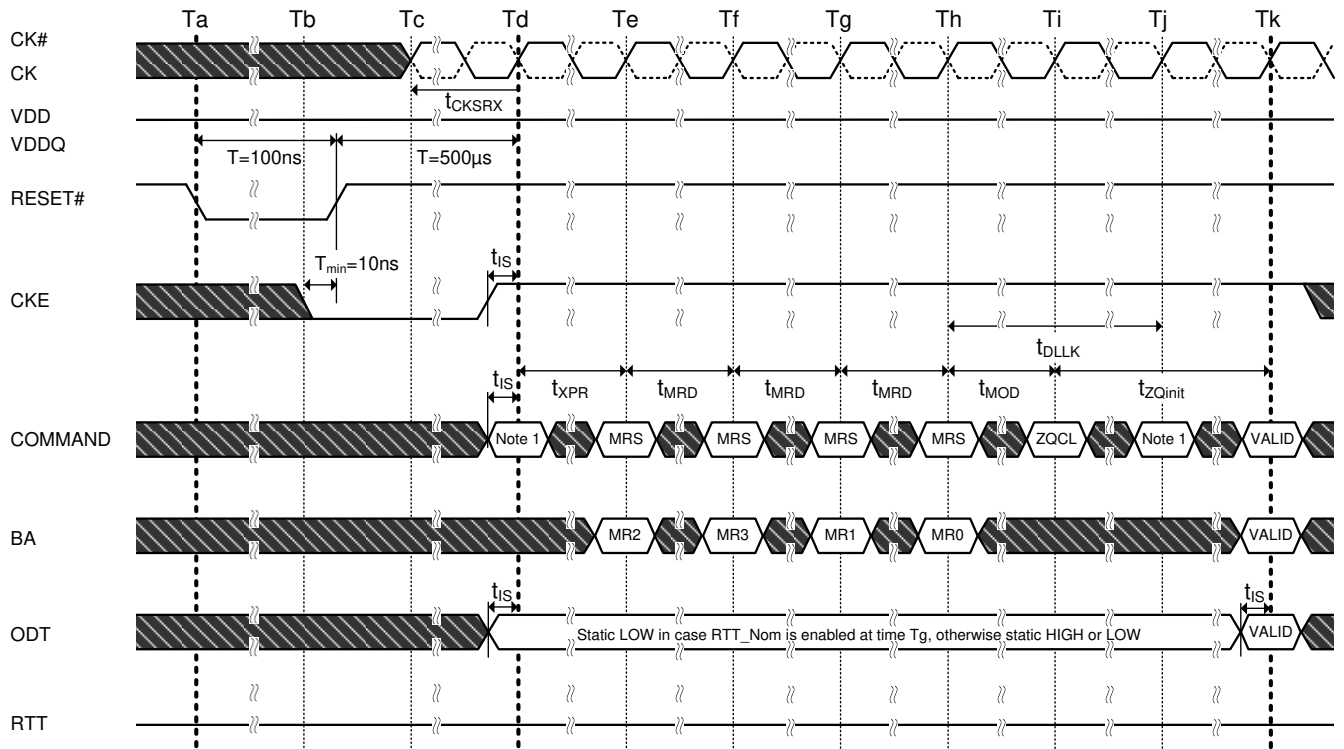 Ta Tb Tc Td Te Tf Tg Th Ti Tj Tk
CK#
CK
tCKSRX
VDD
VDDQ
T=100ns T=500µs
RESET#
Tmin=10ns tIS
CKE
tDLLK
tIS tXPR tMRD tMRD tMRD tMOD tZQinit
COMMAND Note 1 MRS MRS MRS MRS ZQCL Note 1 VALID
BA MR2 MR3 MR1 MR0 VALID
tIS tIS
ODT Static LOW in case RTT_Nom is enabled at time Tg, otherwise static HIGH or LOW VALID
RTT